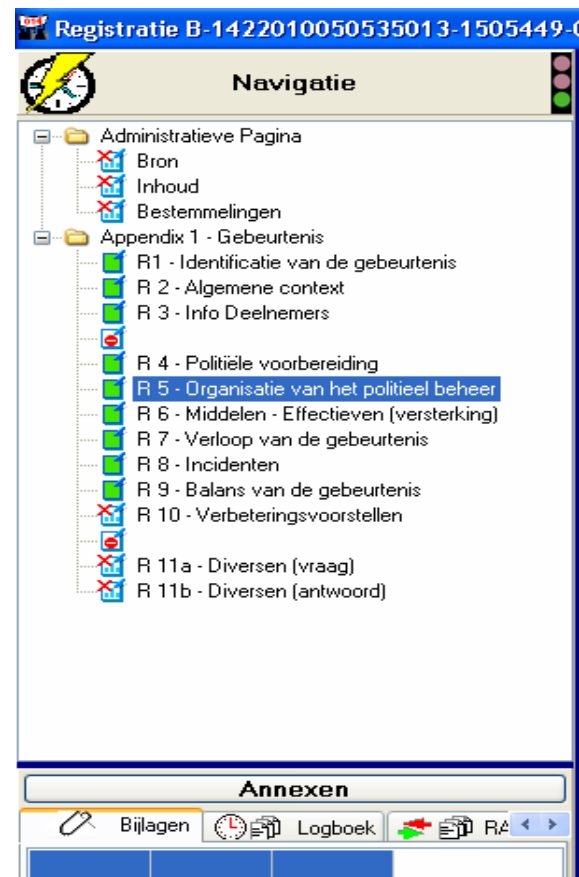 Registratie B-1422010050535013-1505449-
Navigatie
Administratieve Pagina
Bron
Inhoud
Bestemmelingen
Appendix 1 - Gebeurtenis
R1 - Identificatie van de gebeurtenis
R 2 - Algemene context
R 3 - Info Deelnemers
R 4 - Politiële voorbereiding
R 5 - Organisatie van het politieel beheer
R 6 - Middelen - Effectieven (versterking)
R 7 - Verloop van de gebeurtenis
R 8 - Incidenten
R 9 - Balans van de gebeurtenis
R 10 - Verbeteringsvoorstellen
R 11a - Diversen (vraag)
R 11b - Diversen (antwoord)
Annexen
Bijlagen Logboek